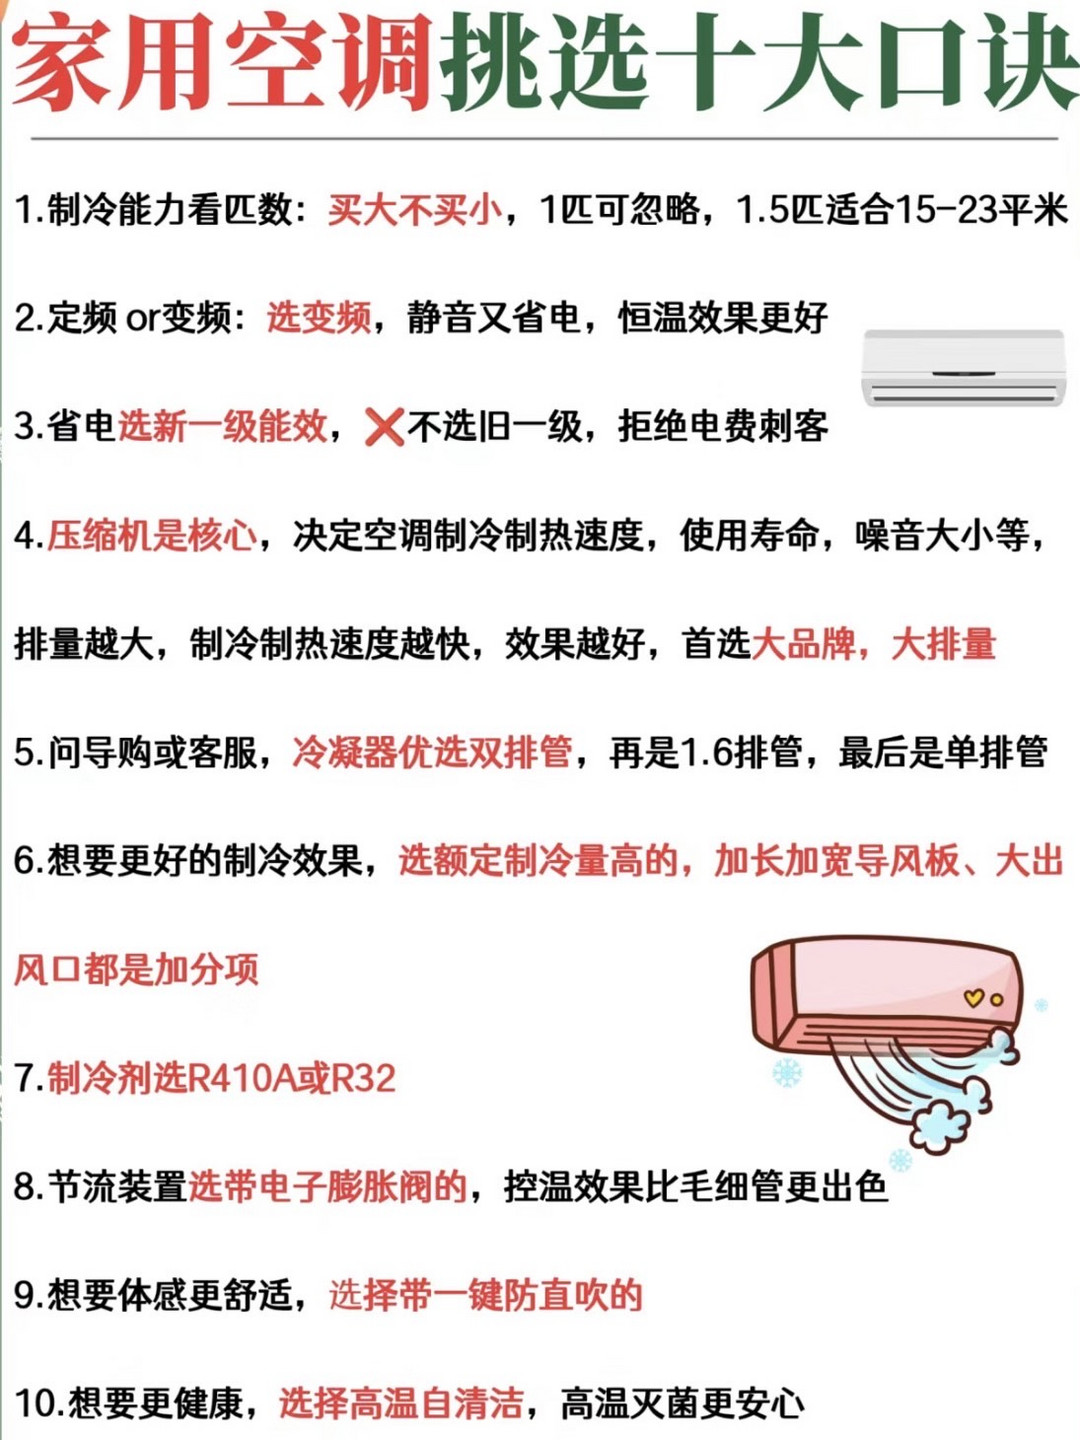 家用空调挑选十大口诀
1.制冷能力看匹数：买大不买小，1匹可忽略，1.5匹适合15-23平米
2.定频 or变频：选变频，静音又省电，恒温效果更好
3.省电选新一级能效，❌不选旧一级，拒绝电费刺客
4.压缩机是核心，决定空调制冷制热速度，使用寿命，噪音大小等，
排量越大，制冷制热速度越快，效果越好，首选大品牌，大排量
5.问导购或客服，冷凝器优选双排管，再是1.6排管，最后是单排管
6.想要更好的制冷效果，选额定制冷量高的，加长加宽导风板、大出
风口都是加分项
7.制冷剂选R410A或R32
8.节流装置选带电子膨胀阀的，控温效果比毛细管更出色
9.想要体感更舒适，选择带一键防直吹的
10.想要更健康，选择高温自清洁，高温灭菌更安心